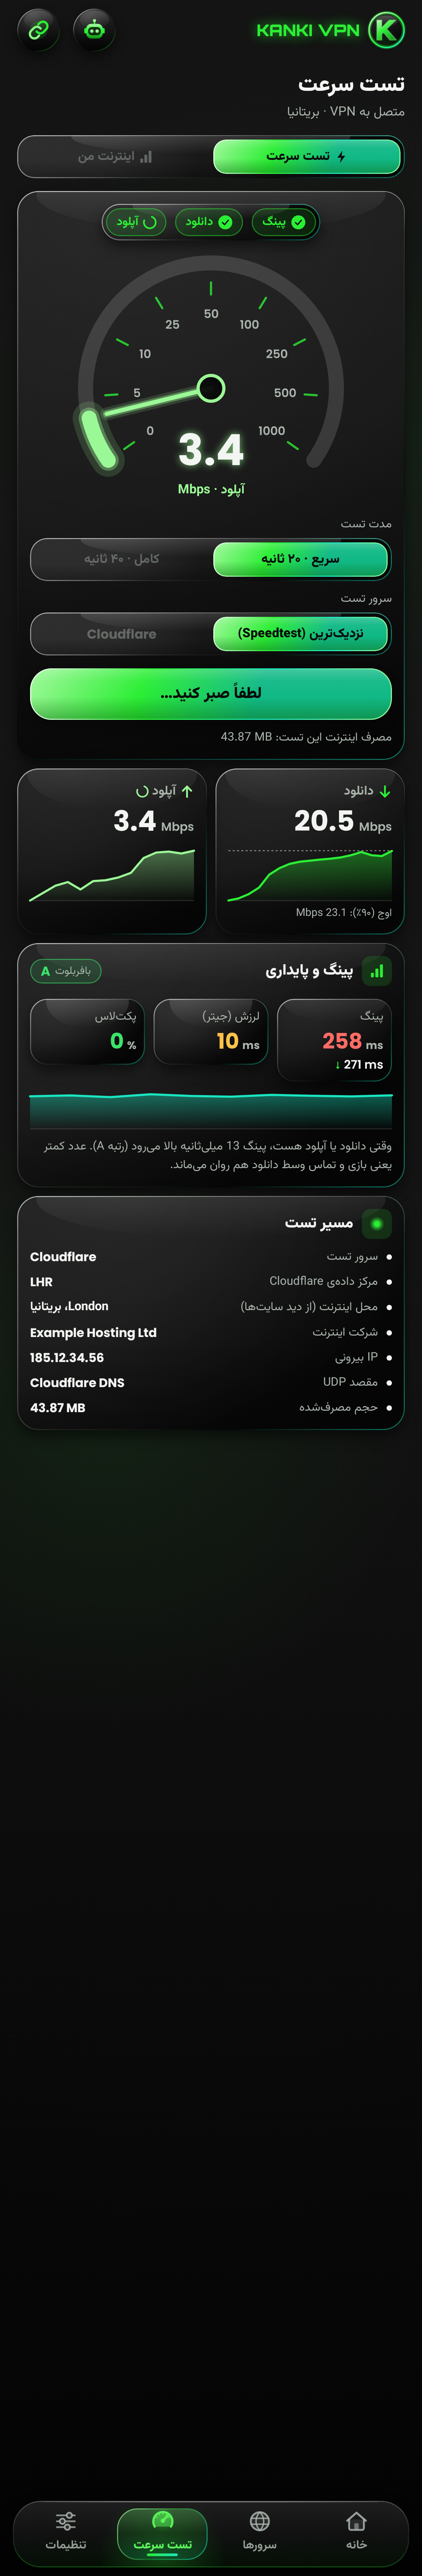 KANKI VPN
تست سرعت
متصل به VPN · بریتانیا
تست سرعت
اینترنت من
پینگ
دانلود
آپلود
0
5
10
25
50
100
250
500
1000
3.4
آپلود · Mbps
مدت تست
سریع · ۲۰ ثانیه
کامل · ۴۰ ثانیه
سرور تست
نزدیک‌ترین (Speedtest)
Cloudflare
لطفاً صبر کنید...
مصرف اینترنت این تست: 43.87 MB
دانلود
20.5 Mbps
اوج (۹۰٪): 23.1 Mbps
آپلود
3.4 Mbps
پینگ و پایداری
بافربلوت A
پینگ
258 ms
↓ 271 ms
لرزش (جیتر)
10 ms
پکت‌لاس
0 %
وقتی دانلود یا آپلود هست، پینگ 13 میلی‌ثانیه بالا می‌رود (رتبه A). عدد کمتر
یعنی بازی و تماس وسط دانلود هم روان می‌ماند.
مسیر تست
سرور تست Cloudflare
مرکز داده‌ی Cloudflare LHR
محل اینترنت (از دید سایت‌ها) London، بریتانیا
شرکت اینترنت Example Hosting Ltd
IP بیرونی 185.12.34.56
مقصد UDP Cloudflare DNS
حجم مصرف‌شده 43.87 MB
خانه
سرورها
تست سرعت
تنظیمات